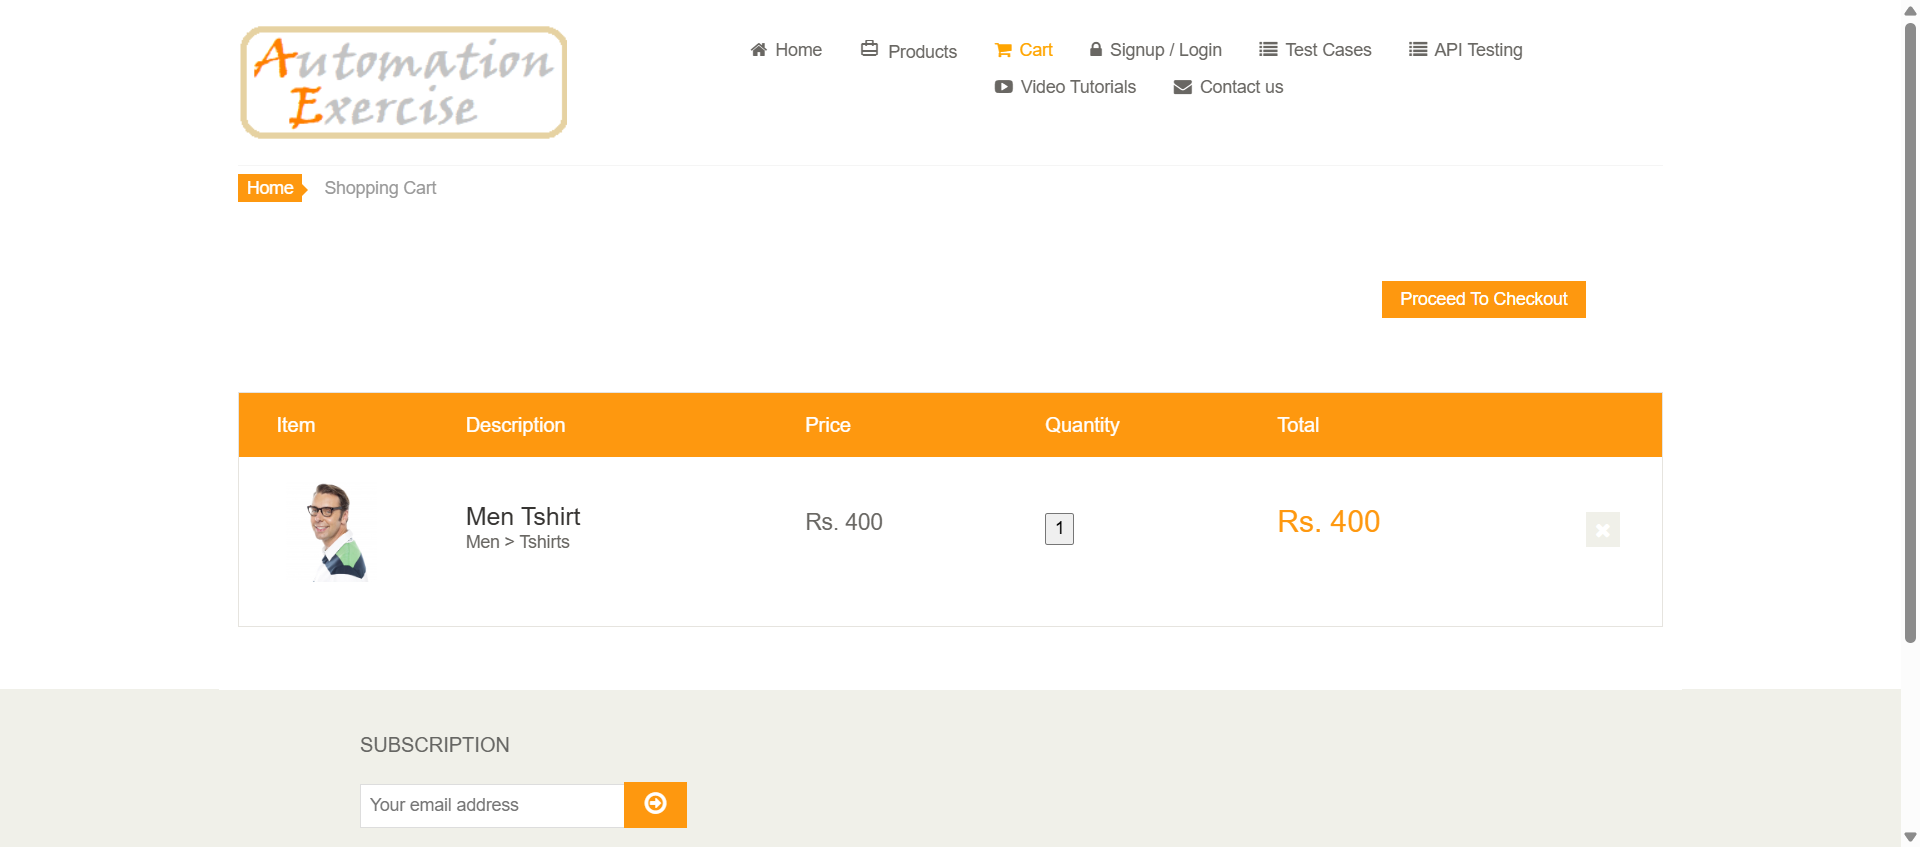 Automation
Exercise
Home Products Cart Signup / Login Test Cases API Testing
Video Tutorials Contact us
Home Shopping Cart
Proceed To Checkout
Item Description Price Quantity Total
Men Tshirt Rs. 400 1 Rs. 400
Men > Tshirts
SUBSCRIPTION
Your email address